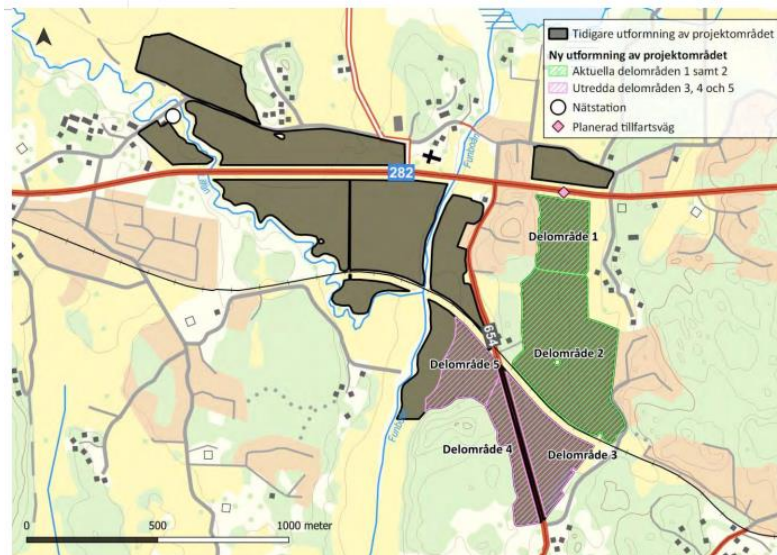 Tidigare utformning av projektområdet
Ny utformning av projektområdet
Aktuella delområden 1 samt 2
Utredda delområden 3, 4 och 5
Nätstation
Planerad tillfartsväg
282
Delområde 1
654
Delområde 2
Delområde 5
Delområde 4
Delområde 3
0 500 1000 meter